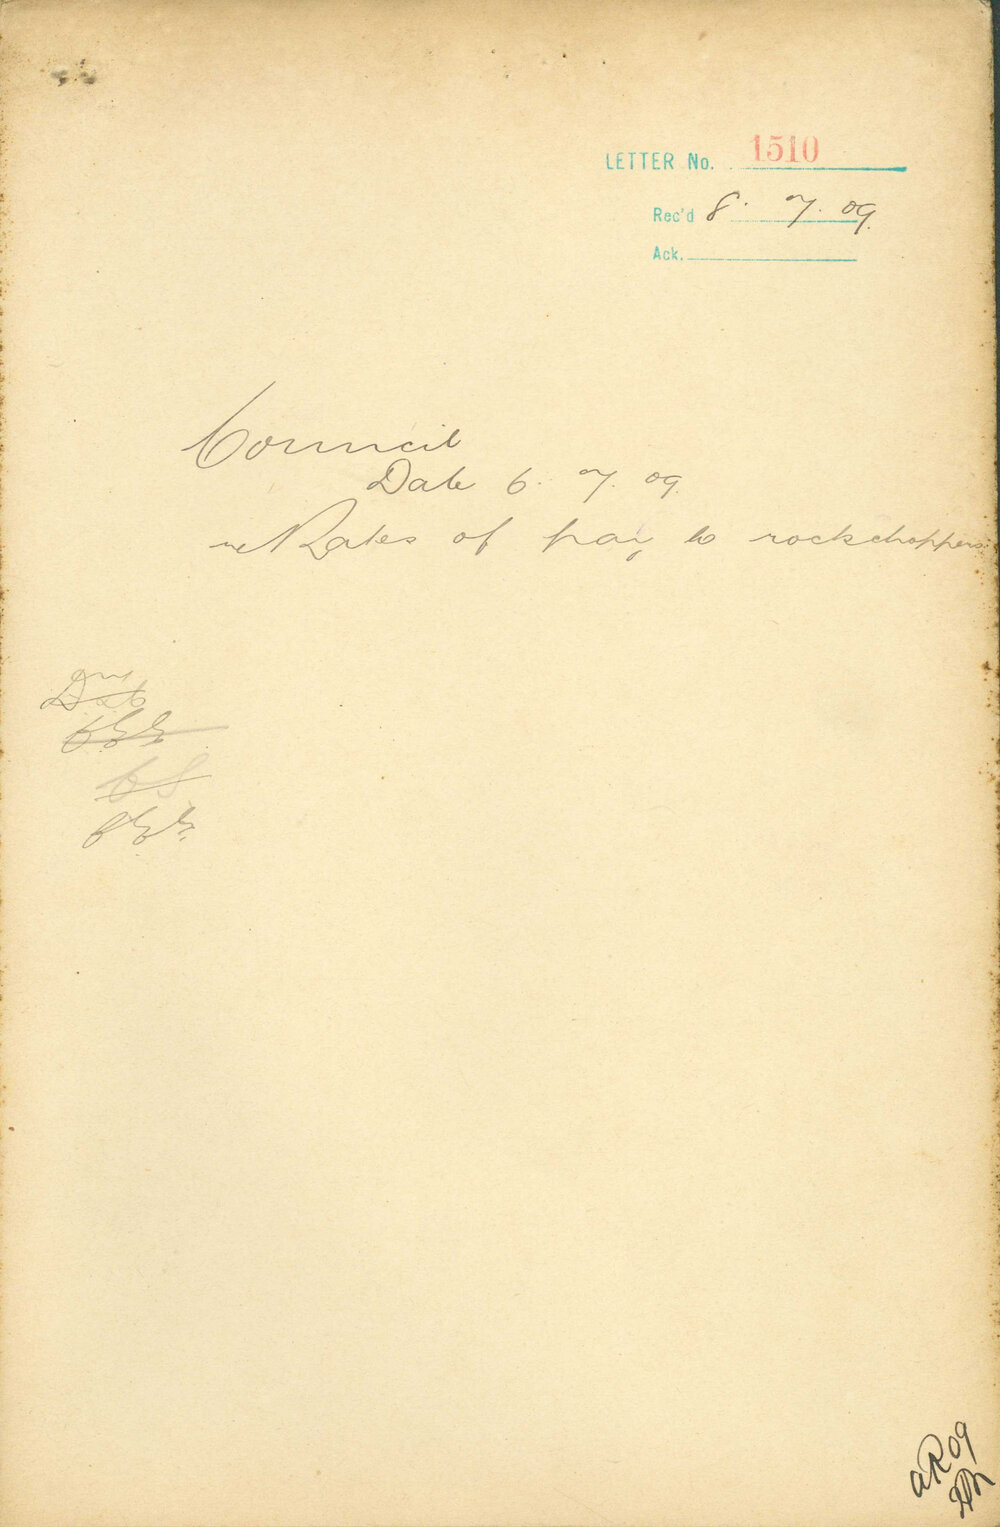 LETTER No. 1510
Rec'd 8. 7. 09.
Ack.
Council
Date 6. 7. 09.
re Rates of pay to rockchoppers